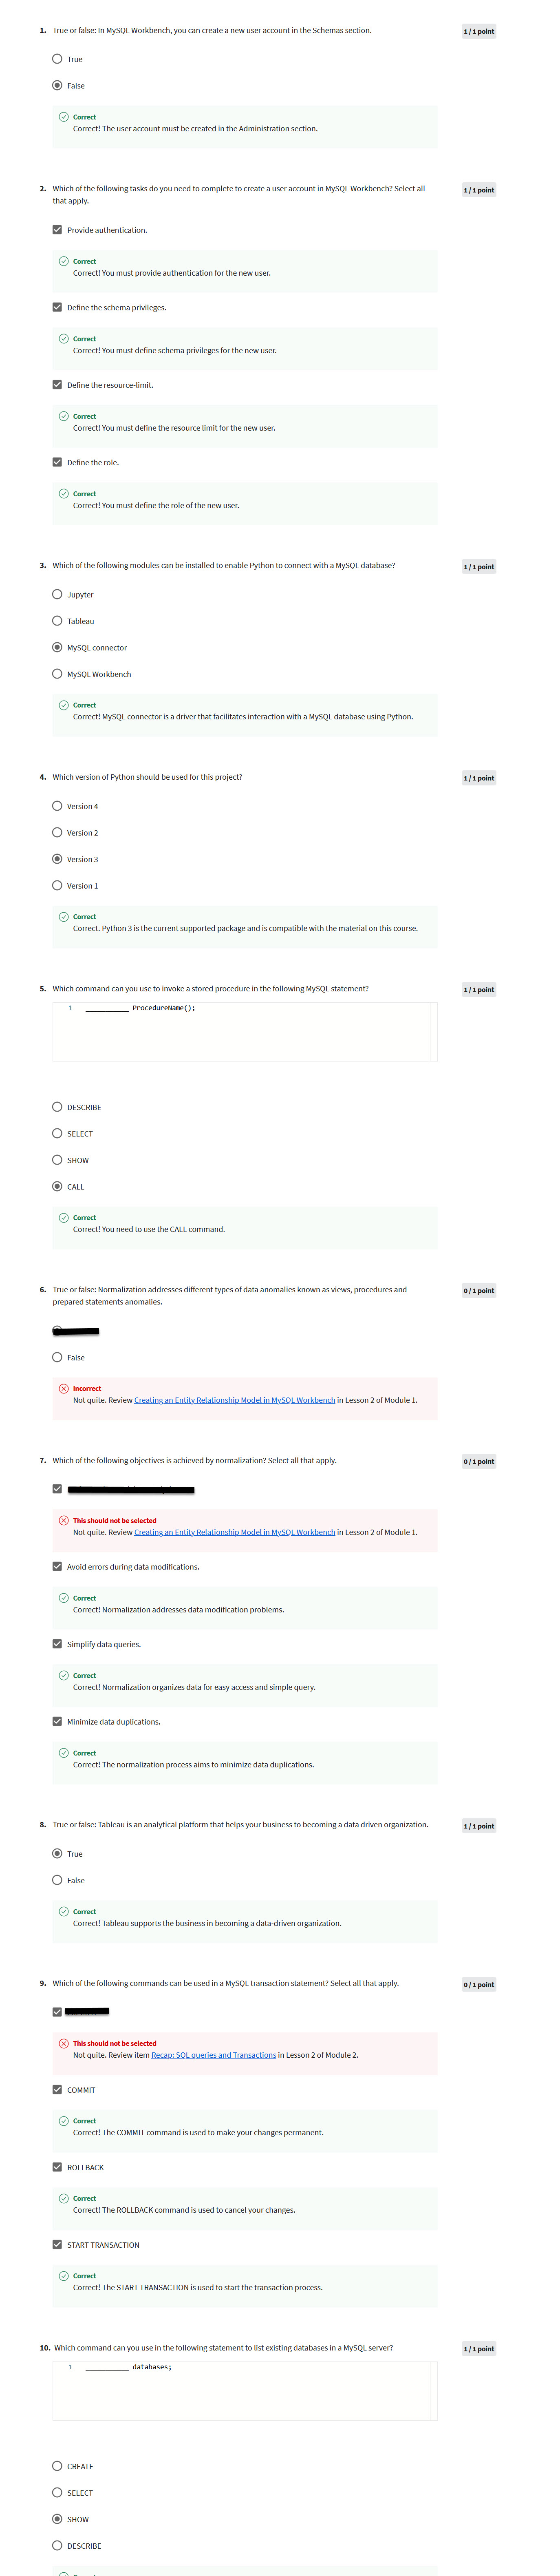 1. True or false: In MySQL Workbench, you can create a new user account in the Schemas section.
1 / 1 point
True
False
Correct
Correct! The user account must be created in the Administration section.
2. Which of the following tasks do you need to complete to create a user account in MySQL Workbench? Select all
that apply.
1 / 1 point
Provide authentication.
Correct
Correct! You must provide authentication for the new user.
Define the schema privileges.
Correct
Correct! You must define schema privileges for the new user.
Define the resource-limit.
Correct
Correct! You must define the resource limit for the new user.
Define the role.
Correct
Correct! You must define the role of the new user.
3. Which of the following modules can be installed to enable Python to connect with a MySQL database?
1 / 1 point
Jupyter
Tableau
MySQL connector
MySQL Workbench
Correct
Correct! MySQL connector is a driver that facilitates interaction with a MySQL database using Python.
4. Which version of Python should be used for this project?
1 / 1 point
Version 4
Version 2
Version 3
Version 1
Correct
Correct. Python 3 is the current supported package and is compatible with the material on this course.
5. Which command can you use to invoke a stored procedure in the following MySQL statement?
1 / 1 point
1 ___________ ProcedureName();
DESCRIBE
SELECT
SHOW
CALL
Correct
Correct! You need to use the CALL command.
6. True or false: Normalization addresses different types of data anomalies known as views, procedures and
prepared statements anomalies.
0 / 1 point
False
Incorrect
Not quite. Review Creating an Entity Relationship Model in MySQL Workbench in Lesson 2 of Module 1.
7. Which of the following objectives is achieved by normalization? Select all that apply.
0 / 1 point
This should not be selected
Not quite. Review Creating an Entity Relationship Model in MySQL Workbench in Lesson 2 of Module 1.
Avoid errors during data modifications.
Correct
Correct! Normalization addresses data modification problems.
Simplify data queries.
Correct
Correct! Normalization organizes data for easy access and simple query.
Minimize data duplications.
Correct
Correct! The normalization process aims to minimize data duplications.
8. True or false: Tableau is an analytical platform that helps your business to becoming a data driven organization.
1 / 1 point
True
False
Correct
Correct! Tableau supports the business in becoming a data-driven organization.
9. Which of the following commands can be used in a MySQL transaction statement? Select all that apply.
0 / 1 point
This should not be selected
Not quite. Review item Recap: SQL queries and Transactions in Lesson 2 of Module 2.
COMMIT
Correct
Correct! The COMMIT command is used to make your changes permanent.
ROLLBACK
Correct
Correct! The ROLLBACK command is used to cancel your changes.
START TRANSACTION
Correct
Correct! The START TRANSACTION is used to start the transaction process.
10. Which command can you use in the following statement to list existing databases in a MySQL server?
1 / 1 point
1 ___________ databases;
CREATE
SELECT
SHOW
DESCRIBE